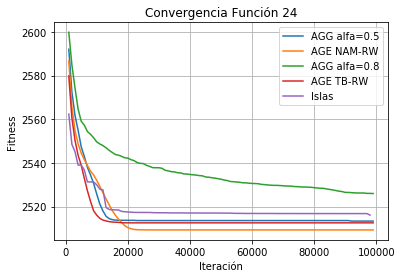 Convergencia Función 24
2600
2580
2560
2540
2520
Fitness
0
20000
40000
60000
80000
100000
Iteración
AGG alfa=0.5
AGE NAM-RW
AGG alfa=0.8
AGE TB-RW
Islas